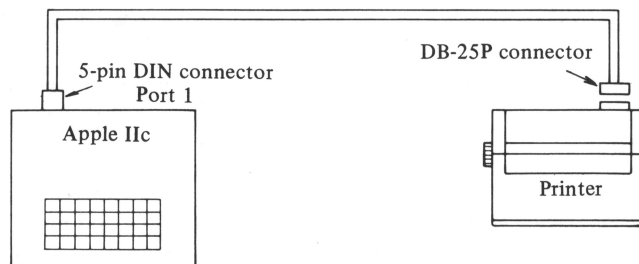 DB-25P connector
5-pin DIN connector
Port 1
Apple IIc
Printer